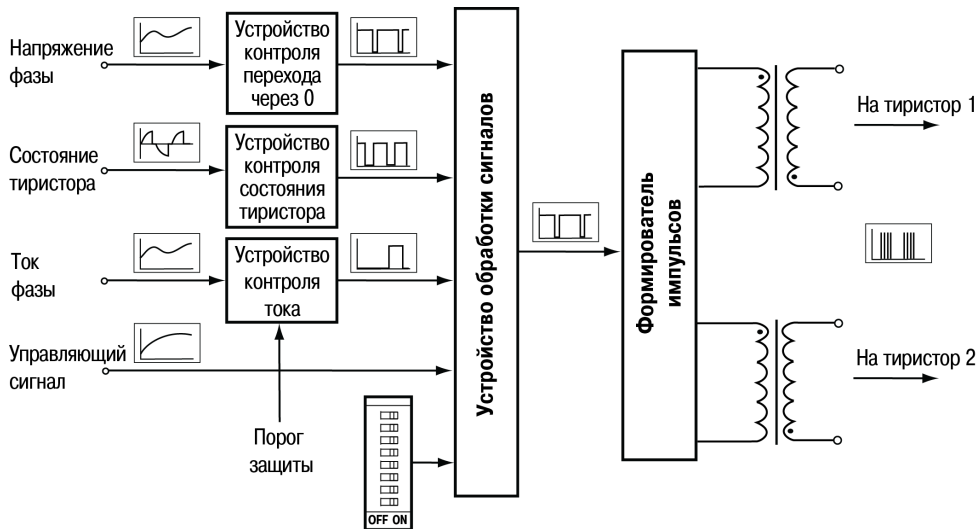 Напряжение
фазы
Устройство
контроля
перехода
через 0
Состояние
тиристора
Устройство
контроля
состояния
тиристора
Ток
фазы
Устройство
контроля
тока
Управляющий
сигнал
Порог
защиты
OFF ON
Устройство обработки сигналов
Формирователь
импульсов
На тиристор 1
На тиристор 2